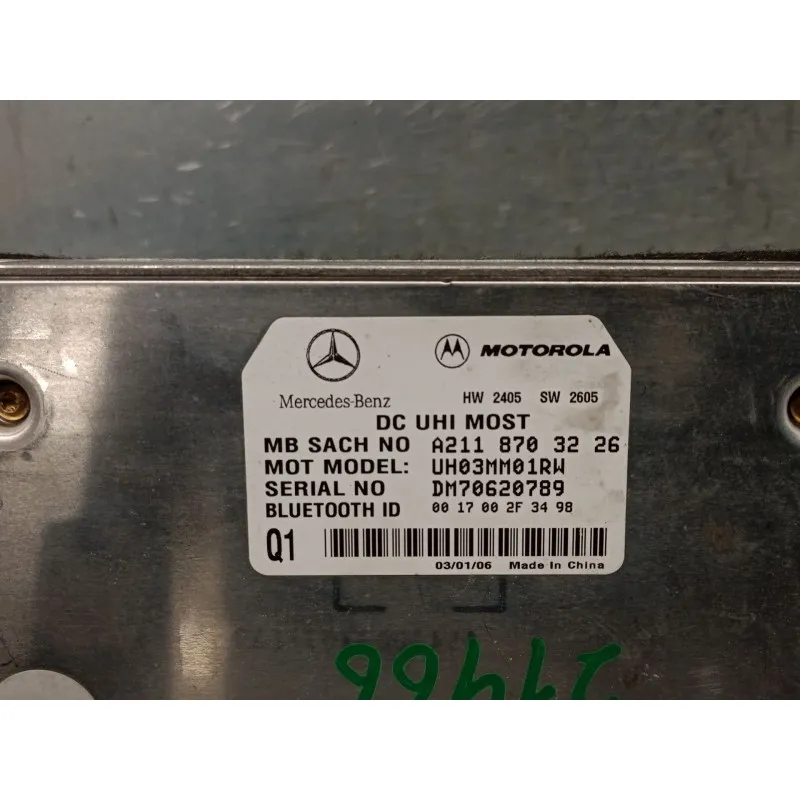 MOTOROLA
Mercedes-Benz HW 2405 SW 2605
DC UHI MOST
MB SACH NO A211 870 32 26
MOT MODEL: UH03MM01RW
SERIAL NO DM70620789
BLUETOOTH ID 00 17 00 2F 34 98
Q1
03/01/06 Made In China